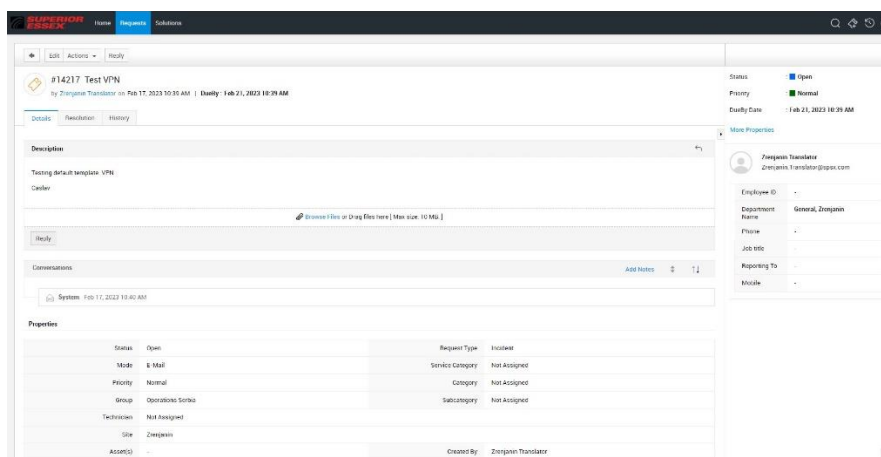 SUPERIOR ESSEX
Home Requests Solutions
Edit Actions Reply
#14217 Test VPN
by Zrenjanin Translator on Feb 17, 2023 10:39 AM | DueBy : Feb 21, 2023 10:39 AM
Details Resolution History
Description
Testing default template VPN
Caslav
Browse Files or Drag files here [ Max size: 10 MB ]
Reply
Conversations Add Notes
System Feb 17, 2023 10:40 AM
Properties
Status Open Request Type Incident
Mode E-Mail Service Category Not Assigned
Priority Normal Category Not Assigned
Group Operations Serbia Subcategory Not Assigned
Technician Not Assigned
Site Zrenjanin
Asset(s) - Created By Zrenjanin Translator
Status : Open
Priority : Normal
DueBy Date : Feb 21, 2023 10:39 AM
More Properties
Zrenjanin Translator
Zrenjanin.Translator@spsx.com
Employee ID -
Department Name General, Zrenjanin
Phone -
Job title -
Reporting To -
Mobile -